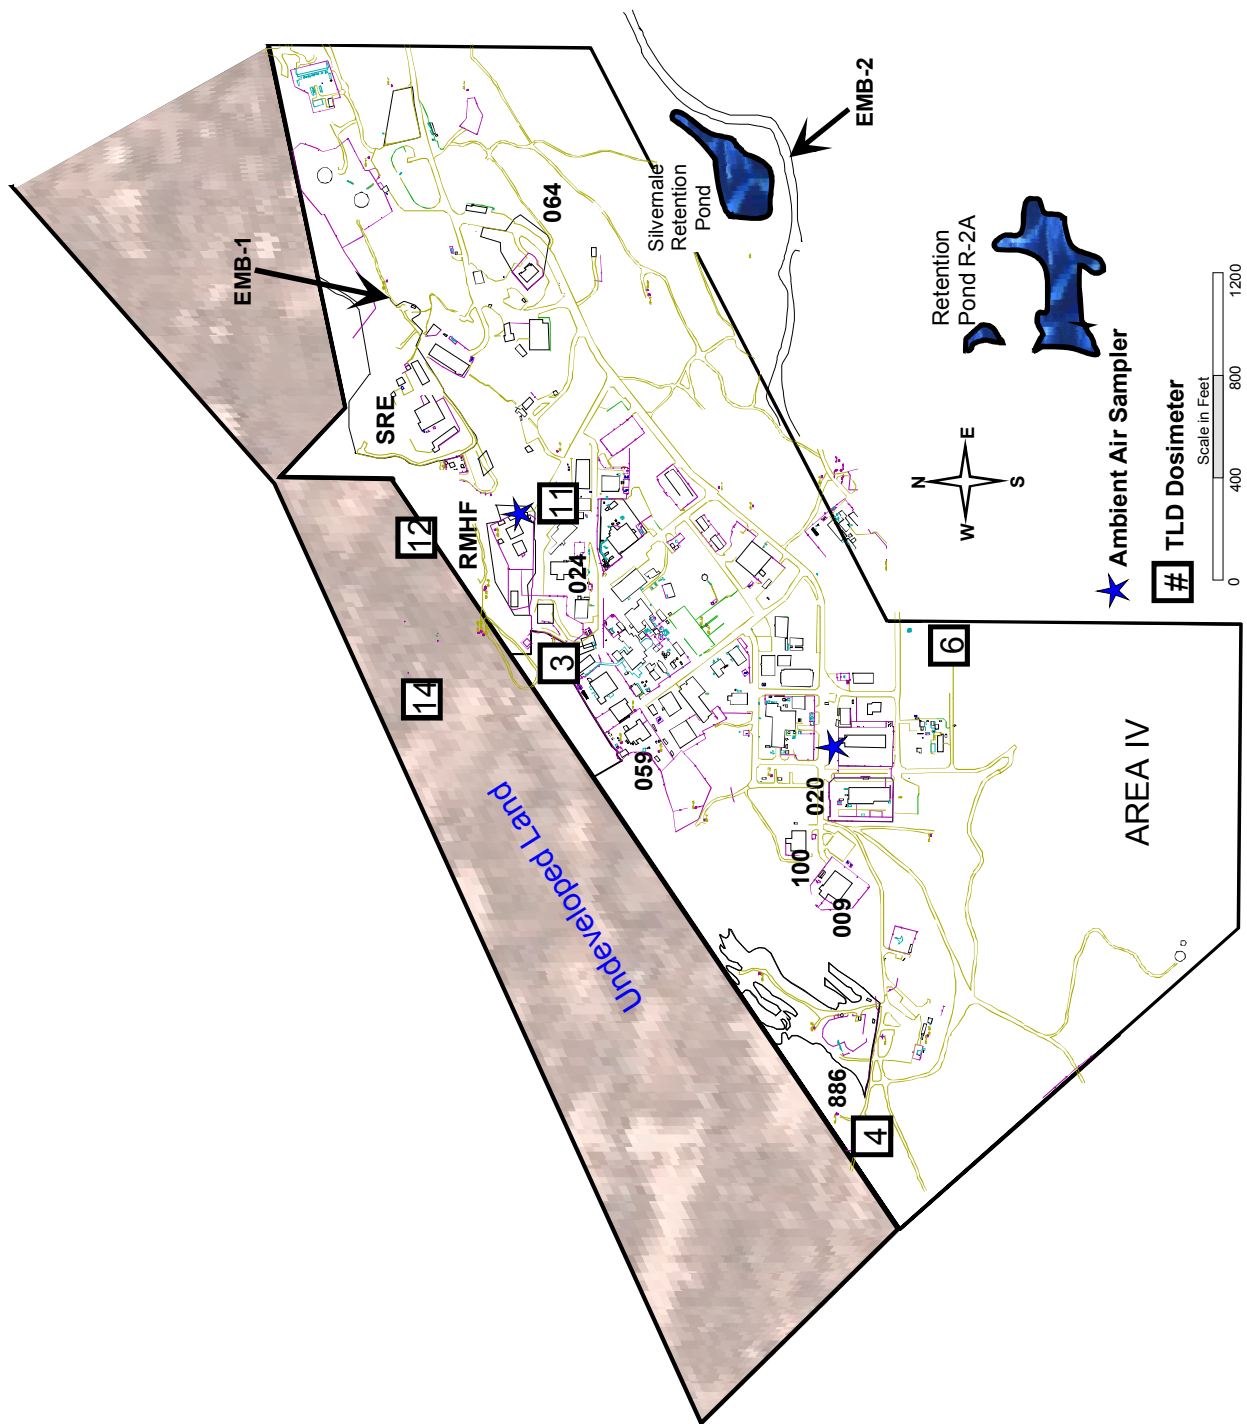 EMB-1
064
SRE
Silvernale
Retention
Pond
EMB-2
RMHF
12
11
024
14
3
059
Undeveloped Land
Retention
Pond R-2A
N
W
E
S
6
020
100
009
886
4
AREA IV
Ambient Air Sampler
# TLD Dosimeter
Scale in Feet
0 400 800 1200